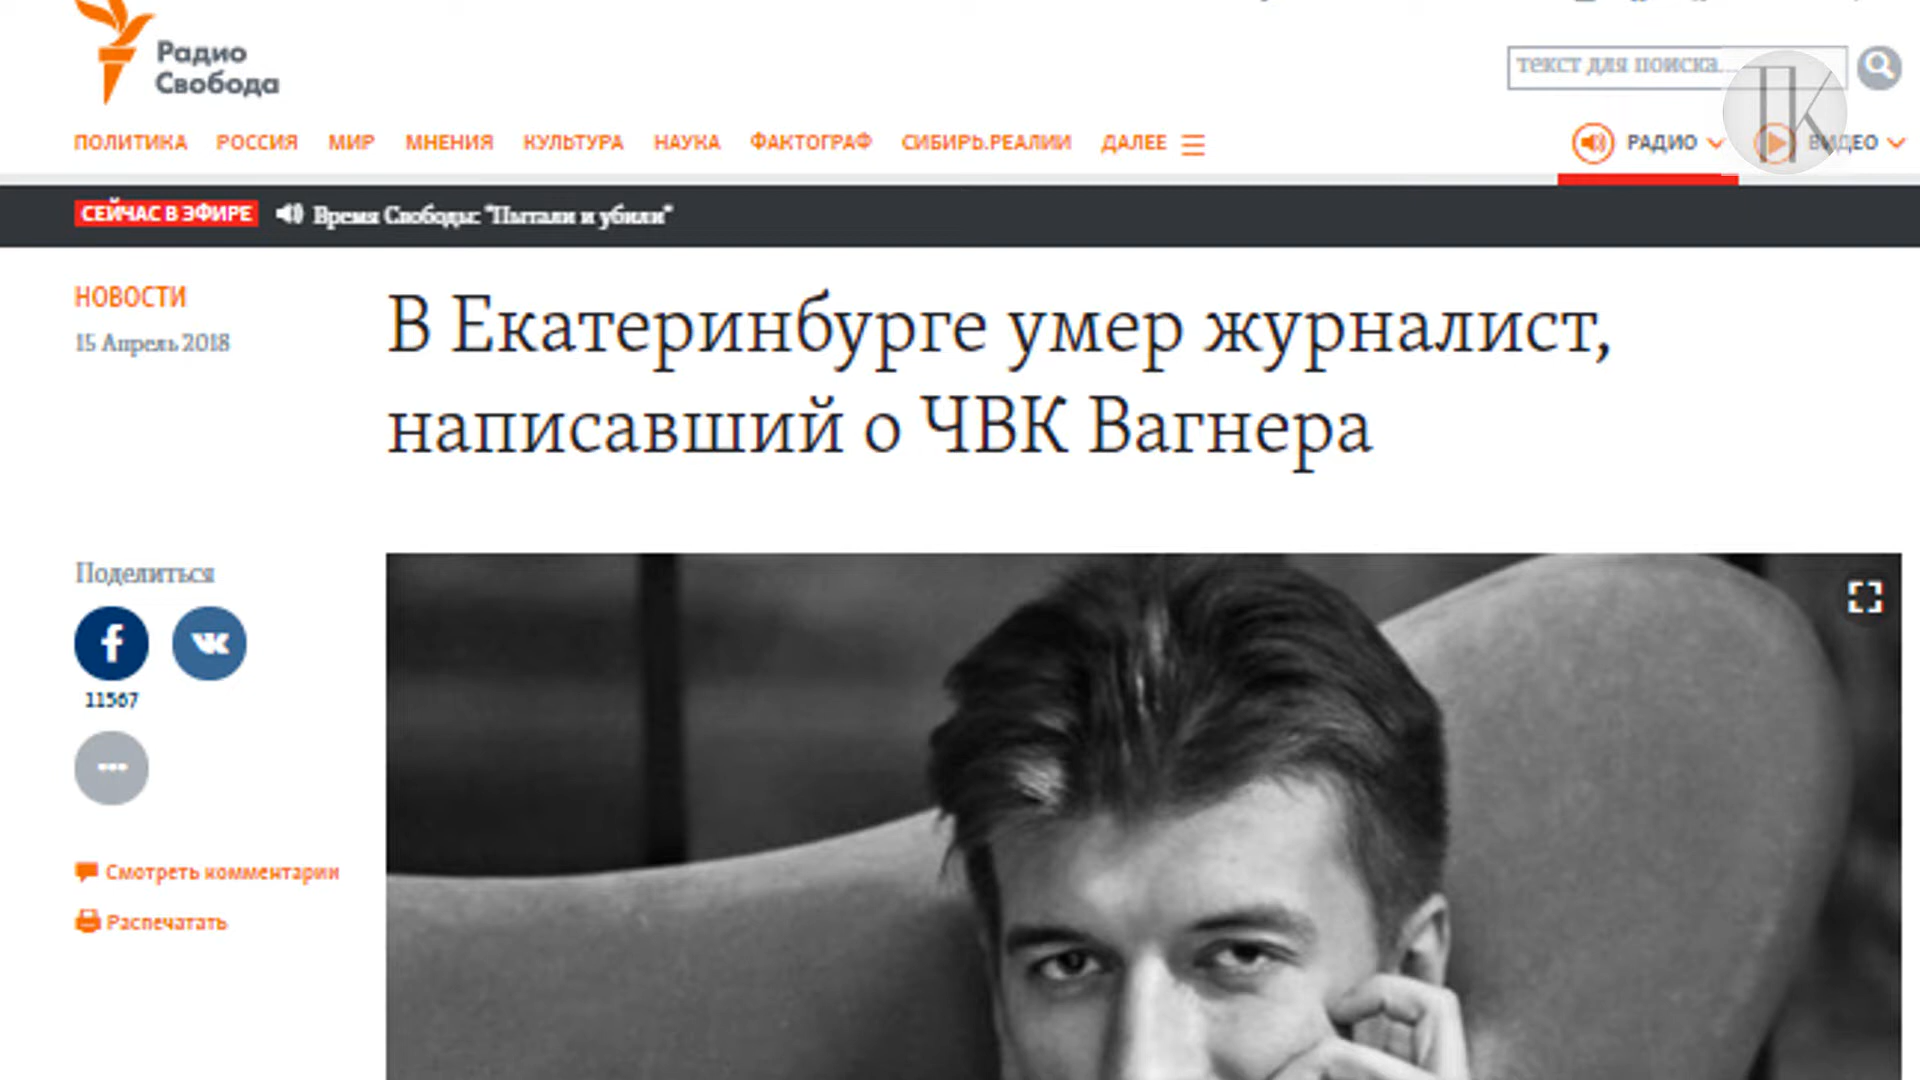 Радио
Свобода
текст для поиска...
ПОЛИТИКА РОССИЯ МИР МНЕНИЯ КУЛЬТУРА НАУКА ФАКТОГРАФ СИБИРЬ.РЕАЛИИ ДАЛЕЕ РАДИО ВИДЕО
ПК
СЕЙЧАС В ЭФИРЕ Время Свободы: "Пытали и убили"
НОВОСТИ
15 Апрель 2018
В Екатеринбурге умер журналист,
написавший о ЧВК Вагнера
Поделиться
11567
Смотреть комментарии
Распечатать